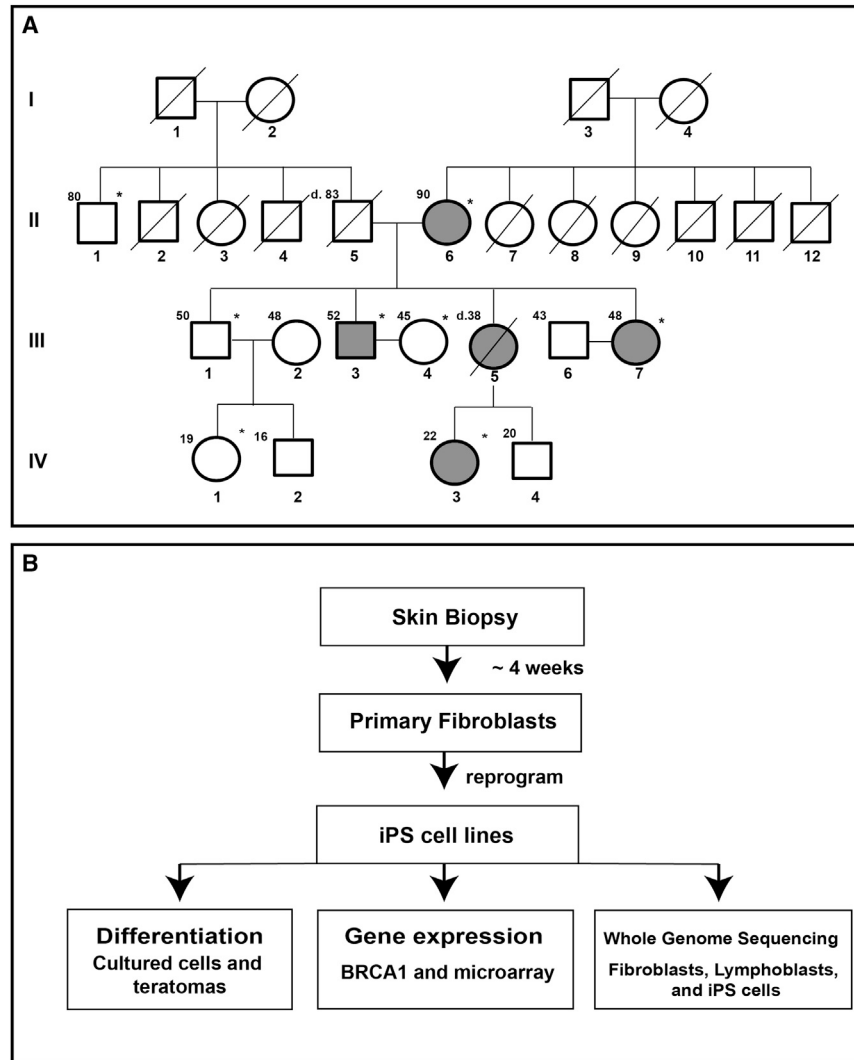 A
I
1 2 3 4
80 * d. 83 90 *
II
1 2 3 4 5 6 7 8 9 10 11 12
50 * 48 52 * 45 * d.38 43 48 *
III
1 2 3 4 5 6 7
19 * 16 22 * 20
IV
1 2 3 4
B
Skin Biopsy
~ 4 weeks
Primary Fibroblasts
reprogram
iPS cell lines
Differentiation
Cultured cells and
teratomas
Gene expression
BRCA1 and microarray
Whole Genome Sequencing
Fibroblasts, Lymphoblasts,
and iPS cells